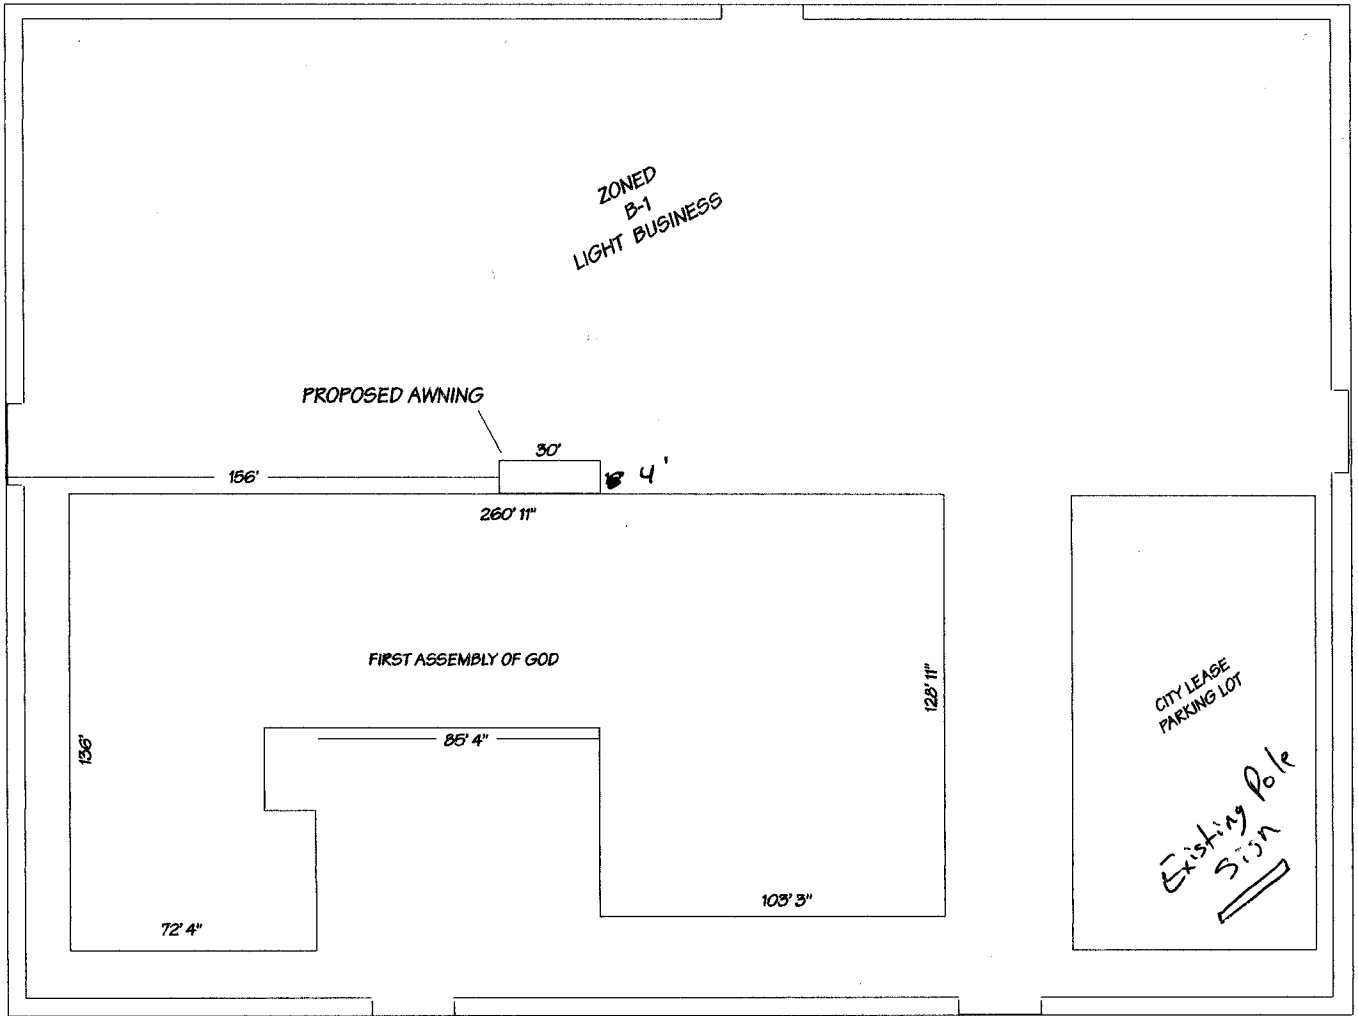 ZONED
B-1
LIGHT BUSINESS
PROPOSED AWNING
30'
4'
156'
260' 11"
FIRST ASSEMBLY OF GOD
128' 11"
CITY LEASE
PARKING LOT
136'
85' 4"
Existing Pole
Sign
103' 3"
72' 4"